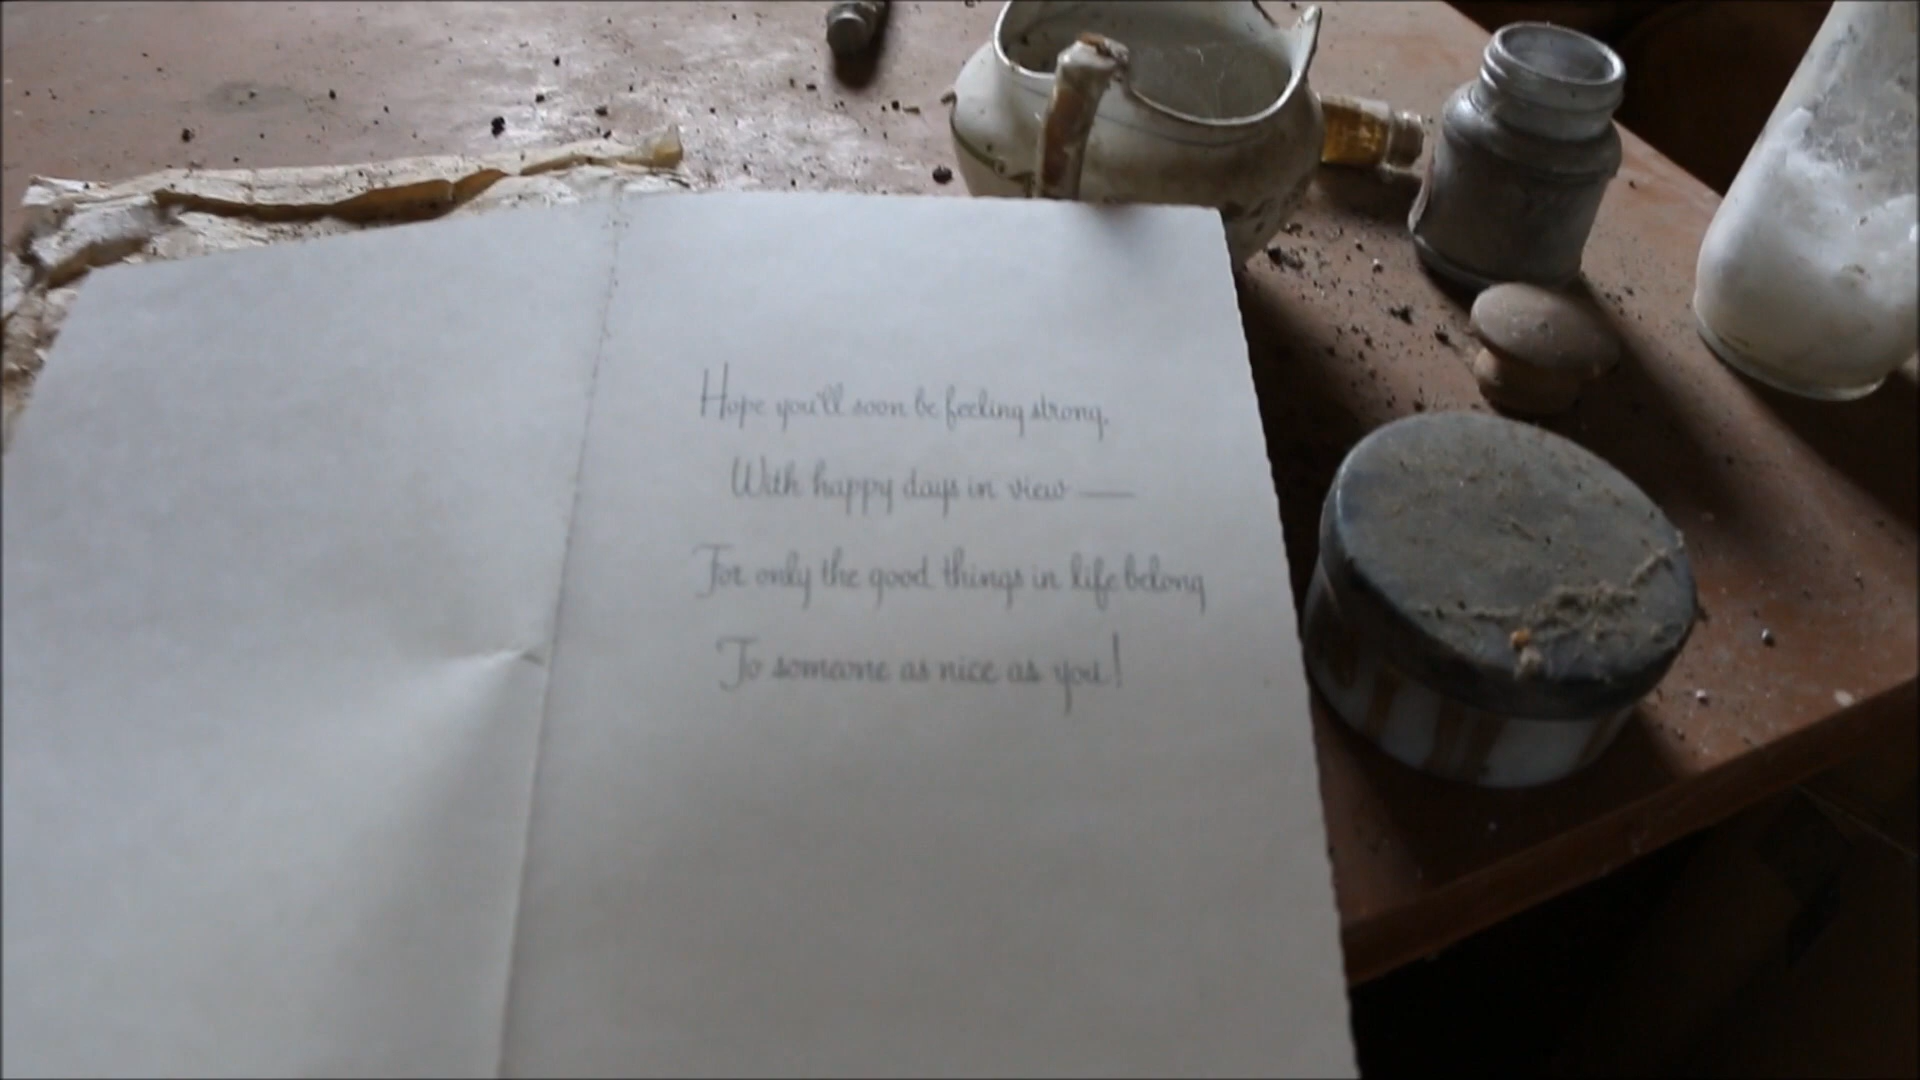 Hope you'll soon be feeling strong,
With happy days in view —
For only the good things in life belong
To someone as nice as you!